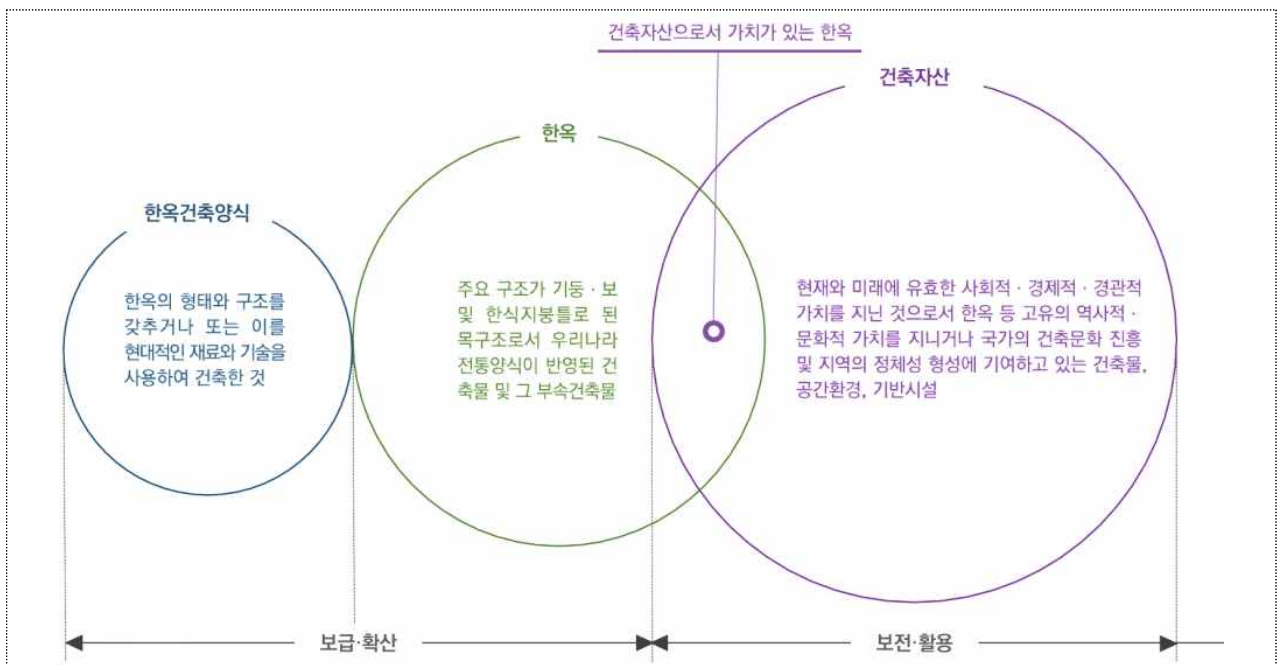 건축자산으로서 가치가 있는 한옥
건축자산
한옥
한옥건축양식
한옥의 형태와 구조를
갖추거나 또는 이를
현대적인 재료와 기술을
사용하여 건축한 것
주요 구조가 기둥 · 보
및 한식지붕틀로 된
목구조로서 우리나라
전통양식이 반영된 건
축물 및 그 부속건축물
현재와 미래에 유효한 사회적 · 경제적 · 경관적
가치를 지닌 것으로서 한옥 등 고유의 역사적 ·
문화적 가치를 지니거나 국가의 건축문화 진흥
및 지역의 정체성 형성에 기여하고 있는 건축물,
공간환경, 기반시설
보급·확산
보전·활용